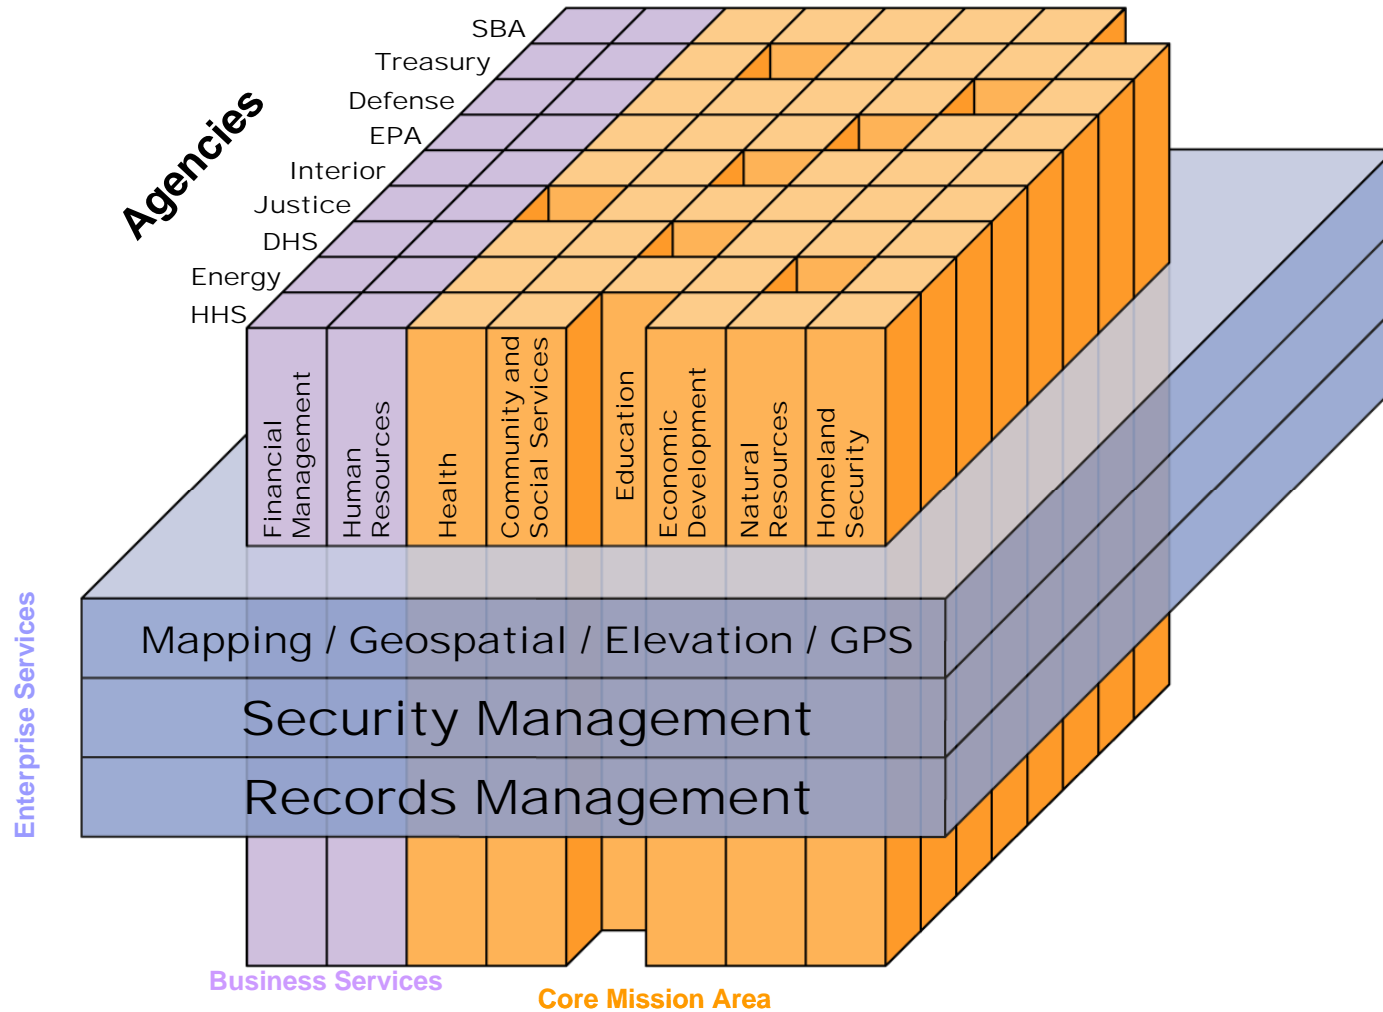 SBA
Treasury
Defense
EPA
Interior
Justice
DHS
Energy
HHS
Agencies
Financial
Management
Human
Resources
Health
Community and
Social Services
Education
Economic
Development
Natural
Resources
Homeland
Security
Mapping / Geospatial / Elevation / GPS
Security Management
Records Management
Enterprise Services
Business Services
Core Mission Area